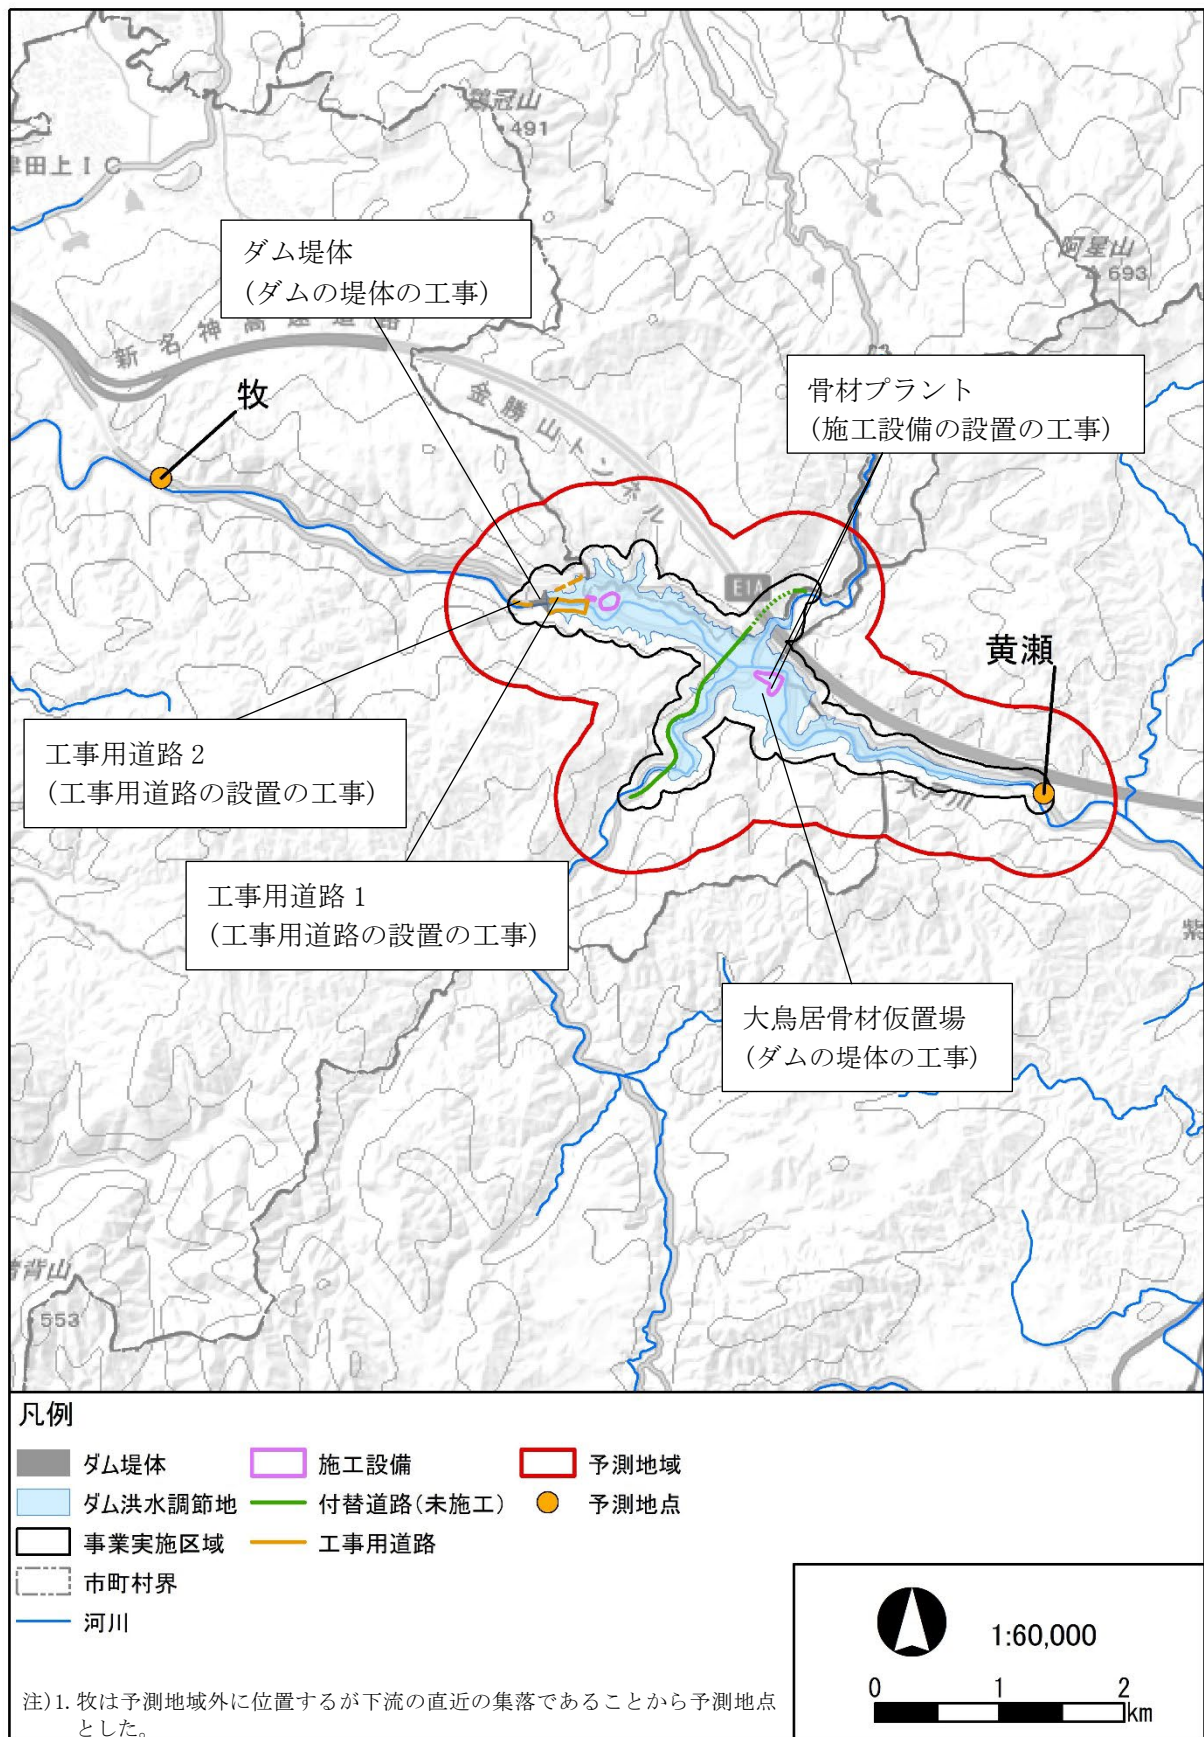 鶏冠山
491
津田上IC
阿星山
693
ダム堤体
(ダムの堤体の工事)
新名神高速道路
金勝山トンネル
牧
骨材プラント
(施工設備の設置の工事)
E1A
黄瀬
工事用道路2
(工事用道路の設置の工事)
大戸川
工事用道路1
(工事用道路の設置の工事)
紫
大鳥居骨材仮置場
(ダムの堤体の工事)
背山
553
凡例
ダム堤体
施工設備
予測地域
ダム洪水調節地
付替道路(未施工)
予測地点
事業実施区域
工事用道路
市町村界
河川
1:60,000
0 1 2
km
注)1. 牧は予測地域外に位置するが下流の直近の集落であることから予測地点
とした。